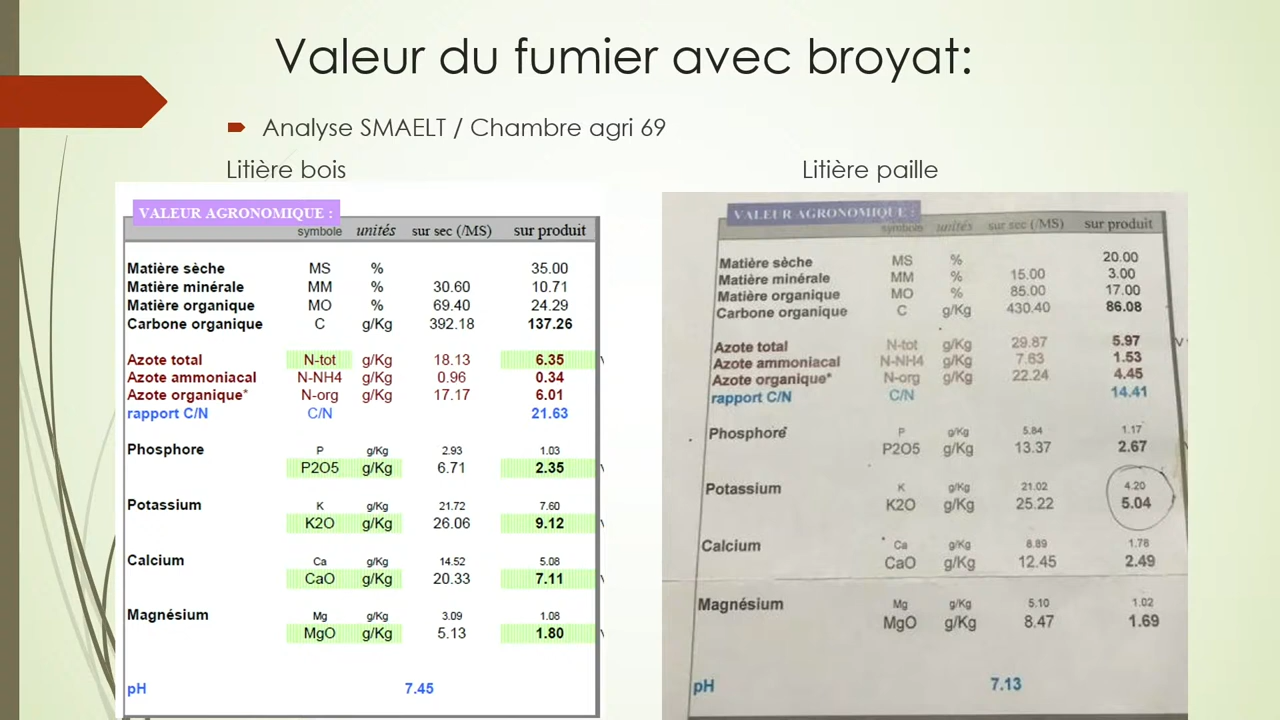 Valeur du fumier avec broyat:
Analyse SMAELT / Chambre agri 69
Litière bois
VALEUR AGRONOMIQUE :
symbole unités sur sec (/MS) sur produit
Matière sèche MS % 35.00
Matière minérale MM % 30.60 10.71
Matière organique MO % 69.40 24.29
Carbone organique C g/Kg 392.18 137.26
Azote total N-tot g/Kg 18.13 6.35
Azote ammoniacal N-NH4 g/Kg 0.96 0.34
Azote organique* N-org g/Kg 17.17 6.01
rapport C/N C/N 21.63
Phosphore P g/Kg 2.93 1.03
P2O5 g/Kg 6.71 2.35
Potassium K g/Kg 21.72 7.60
K2O g/Kg 26.06 9.12
Calcium Ca g/Kg 14.52 5.08
CaO g/Kg 20.33 7.11
Magnésium Mg g/Kg 3.09 1.08
MgO g/Kg 5.13 1.80
pH 7.45
Litière paille
VALEUR AGRONOMIQUE :
symbole unités sur sec (/MS) sur produit
Matière sèche MS % 20.00
Matière minérale MM % 15.00 3.00
Matière organique MO % 85.00 17.00
Carbone organique C g/Kg 430.40 86.08
Azote total N-tot g/Kg 29.87 5.97
Azote ammoniacal N-NH4 g/Kg 7.63 1.53
Azote organique* N-org g/Kg 22.24 4.45
rapport C/N C/N 14.41
Phosphore P g/Kg 5.84 1.17
P2O5 g/Kg 13.37 2.67
Potassium K g/Kg 21.02 4.20
K2O g/Kg 25.22 5.04
Calcium Ca g/Kg 8.89 1.78
CaO g/Kg 12.45 2.49
Magnésium Mg g/Kg 5.10 1.02
MgO g/Kg 8.47 1.69
pH 7.13